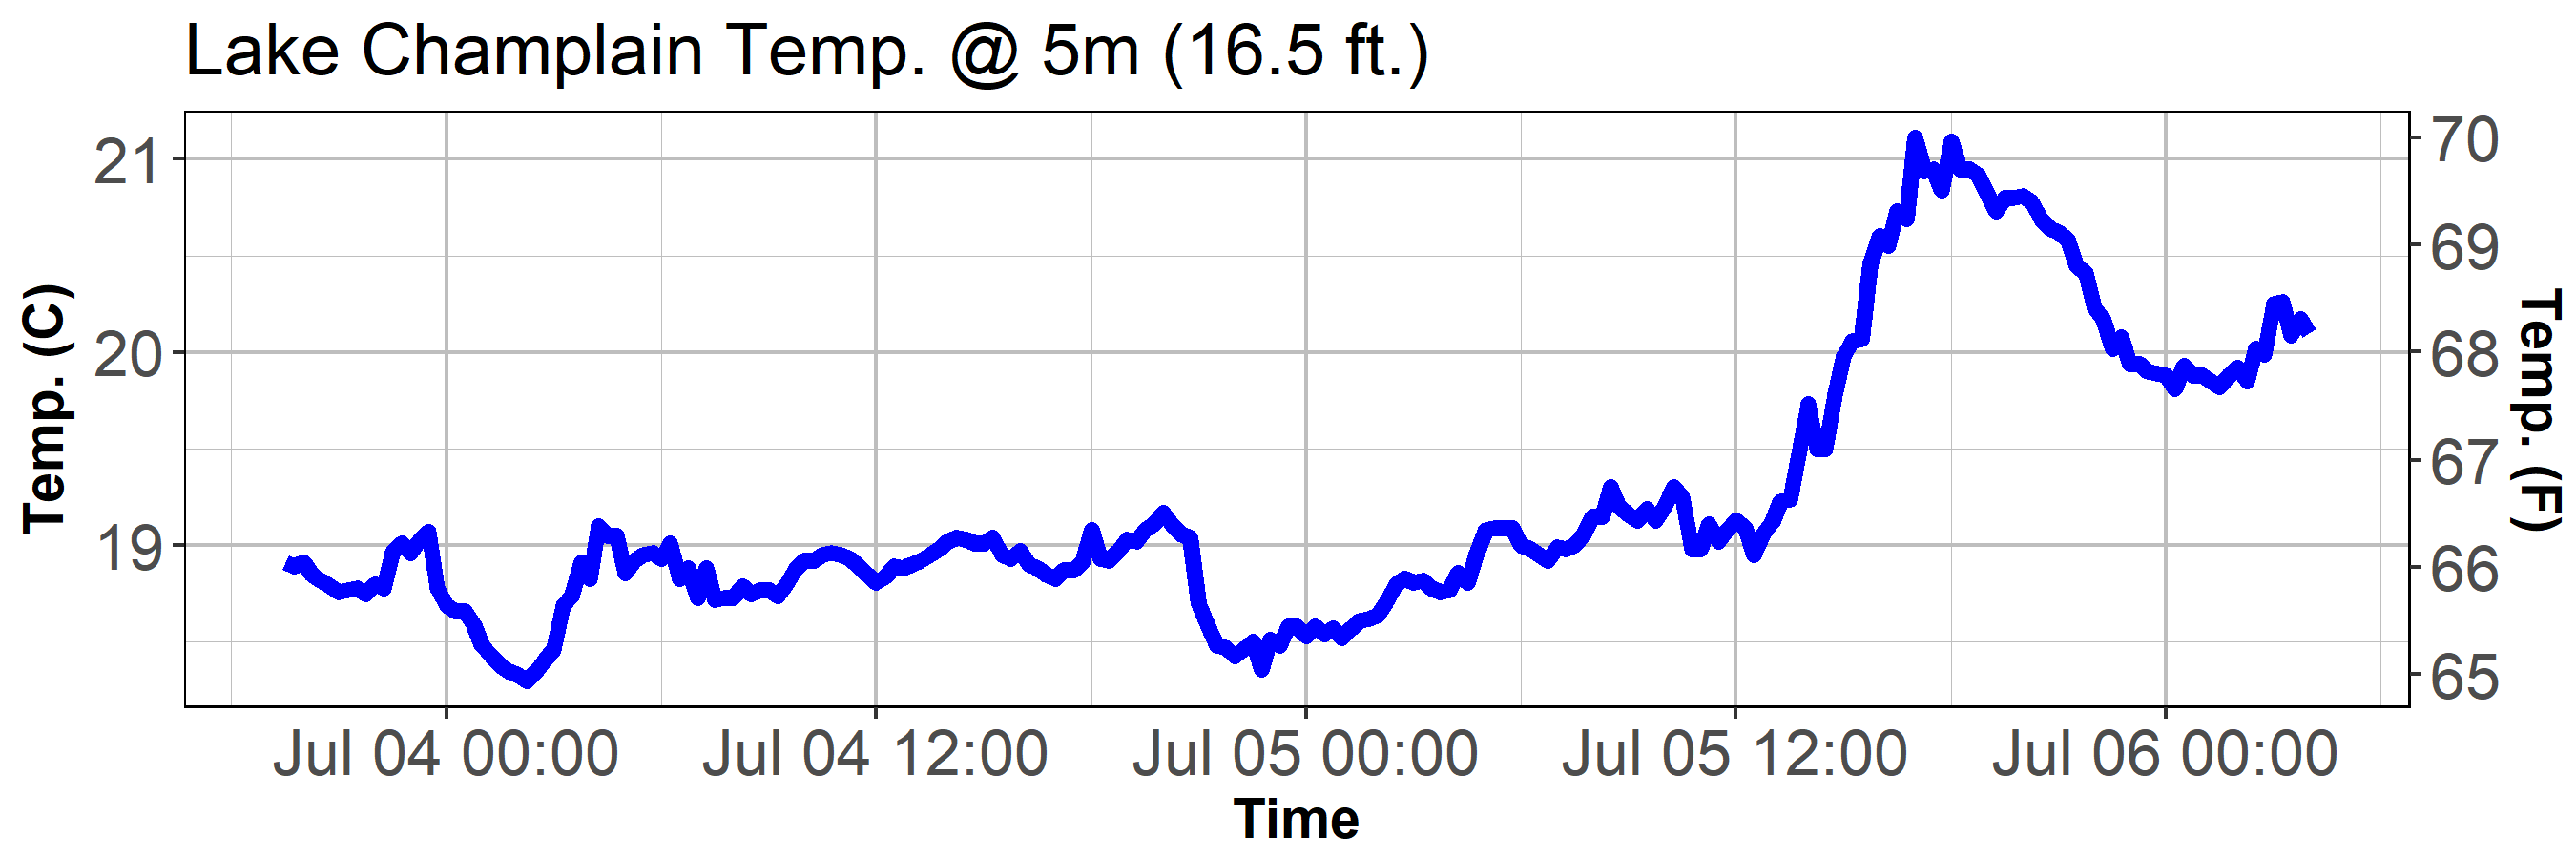 Lake Champlain Temp. @ 5m (16.5 ft.)
21
20
19
Temp. (C)
70
69
68
67
66
65
Temp. (F)
Jul 04 00:00 Jul 04 12:00 Jul 05 00:00 Jul 05 12:00 Jul 06 00:00
Time